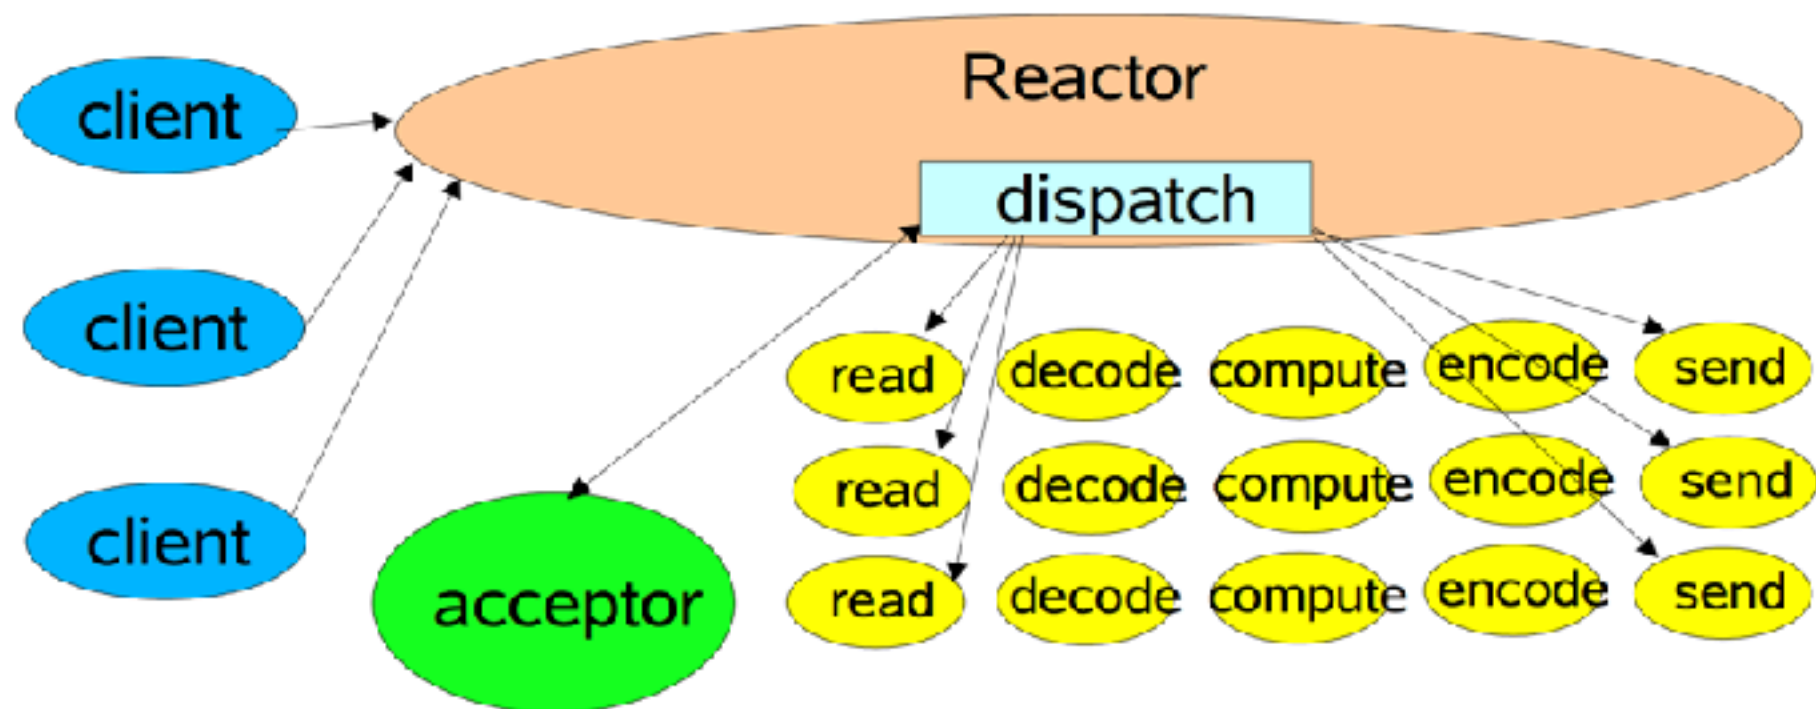 Reactor
client
dispatch
client
read decode compute encode send
read decode compute encode send
client
acceptor
read decode compute encode send